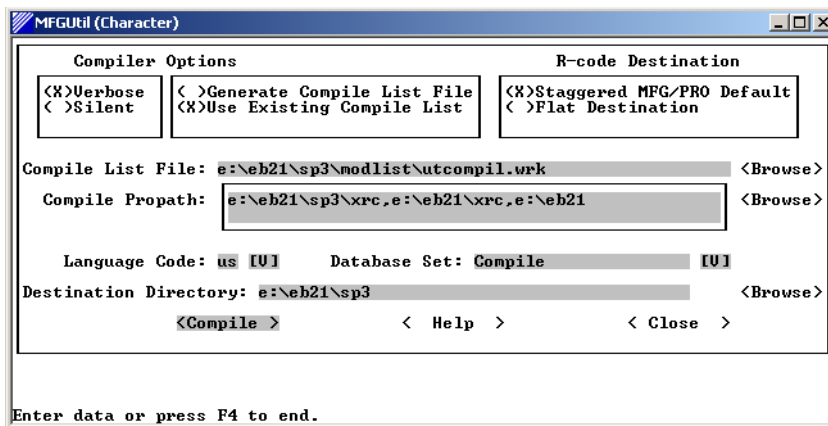 MFGUtil (Character)
Compiler Options R-code Destination
(X)Verbose ( )Generate Compile List File (X)Staggered MFG/PRO Default
( )Silent (X)Use Existing Compile List ( )Flat Destination
Compile List File: e:\eb21\sp3\modlist\utcompil.wrk <Browse>
Compile Propath: e:\eb21\sp3\xrc,e:\eb21\xrc,e:\eb21 <Browse>
Language Code: us [V] Database Set: Compile [V]
Destination Directory: e:\eb21\sp3 <Browse>
<Compile > < Help > < Close >
Enter data or press F4 to end.